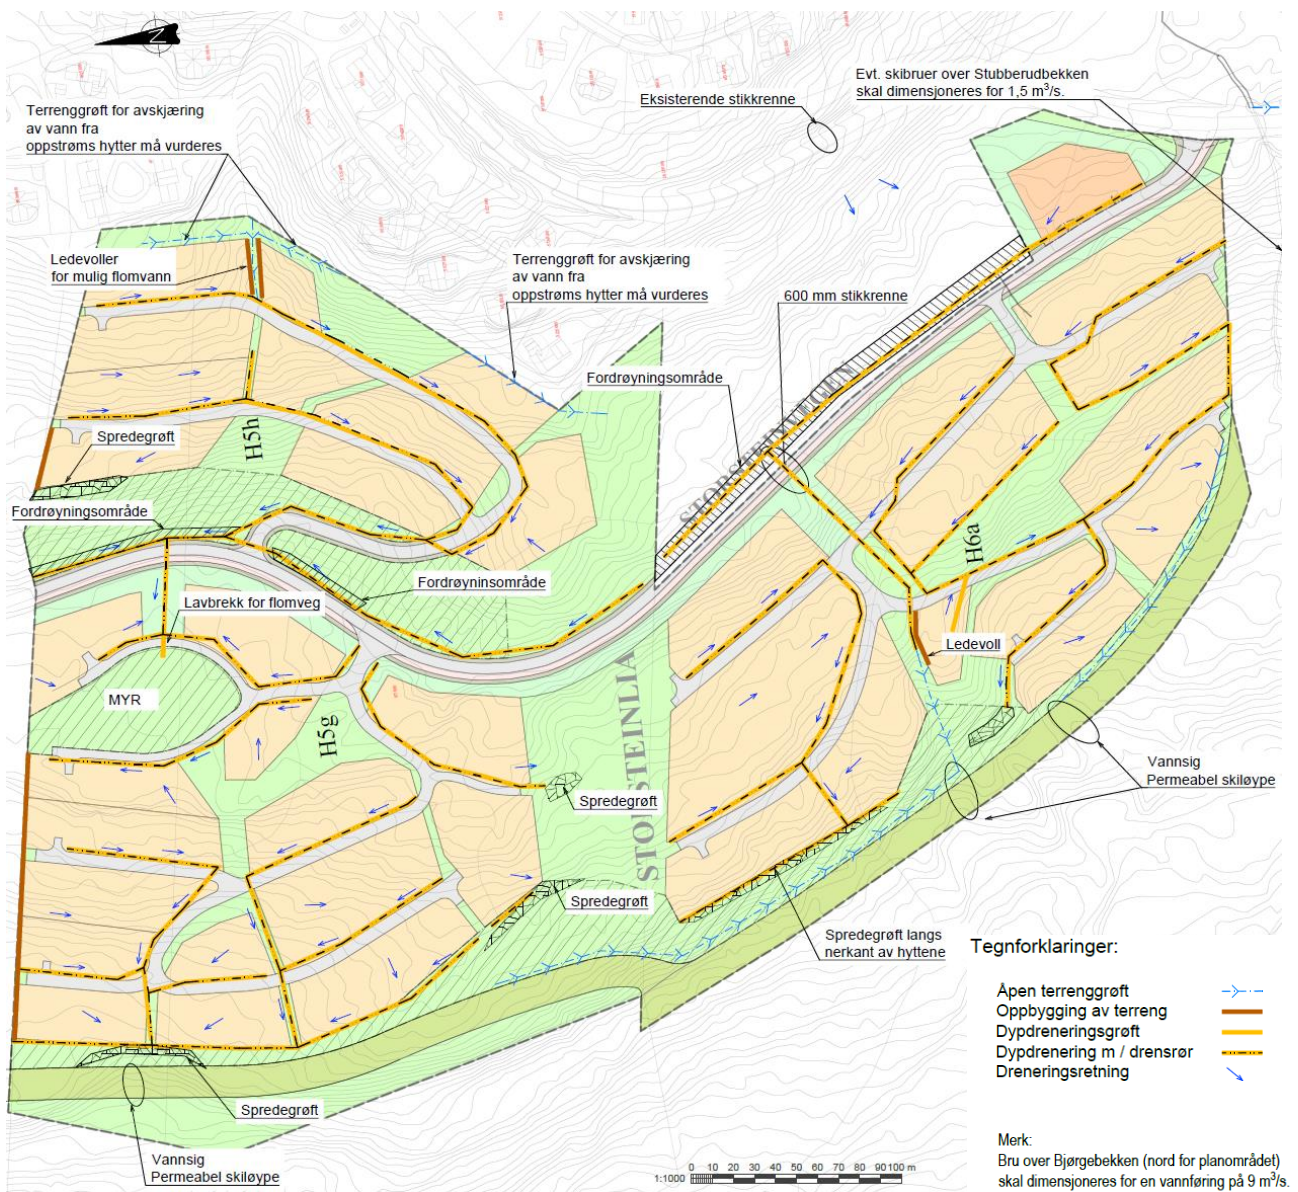 N
Terrenggrøft for avskjæring
av vann fra
oppstrøms hytter må vurderes
Eksisterende stikkrenne
Evt. skibruer over Stubberudbekken
skal dimensjoneres for 1,5 m³/s.
Ledevoller
for mulig flomvann
Terrenggrøft for avskjæring
av vann fra
oppstrøms hytter må vurderes
600 mm stikkrenne
Fordrøyningsområde
STORSTEINVEGEN
Spredegrøft
H5h
Fordrøyningsområde
Fordrøyninsområde
H6a
Lavbrekk for flomveg
Ledevoll
MYR
H5g
STORSTEINLIA
Vannsig
Permeabel skiløype
Spredegrøft
Spredegrøft
Spredegrøft langs
nerkant av hyttene
Tegnforklaringer:
Åpen terrenggrøft
Oppbygging av terreng
Dypdreneringsgrøft
Dypdrenering m / drensrør
Dreneringsretning
Spredegrøft
Vannsig
Permeabel skiløype
1:1000
0 10 20 30 40 50 60 70 80 90 100 m
Merk:
Bru over Bjørgebekken (nord for planområdet)
skal dimensjoneres for en vannføring på 9 m³/s.